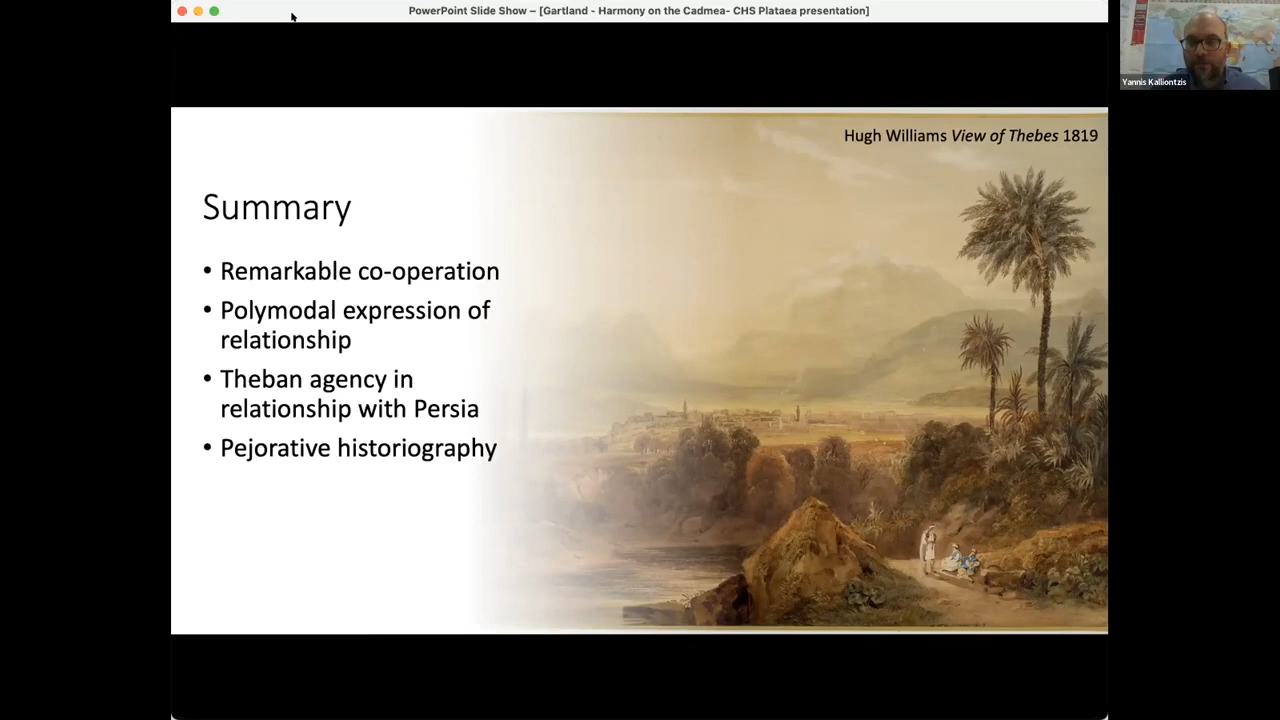 PowerPoint Slide Show – [Gartland - Harmony on the Cadmea- CHS Plataea presentation]
Yannis Kalliontzis
Hugh Williams View of Thebes 1819
Summary
• Remarkable co-operation
• Polymodal expression of
relationship
• Theban agency in
relationship with Persia
• Pejorative historiography